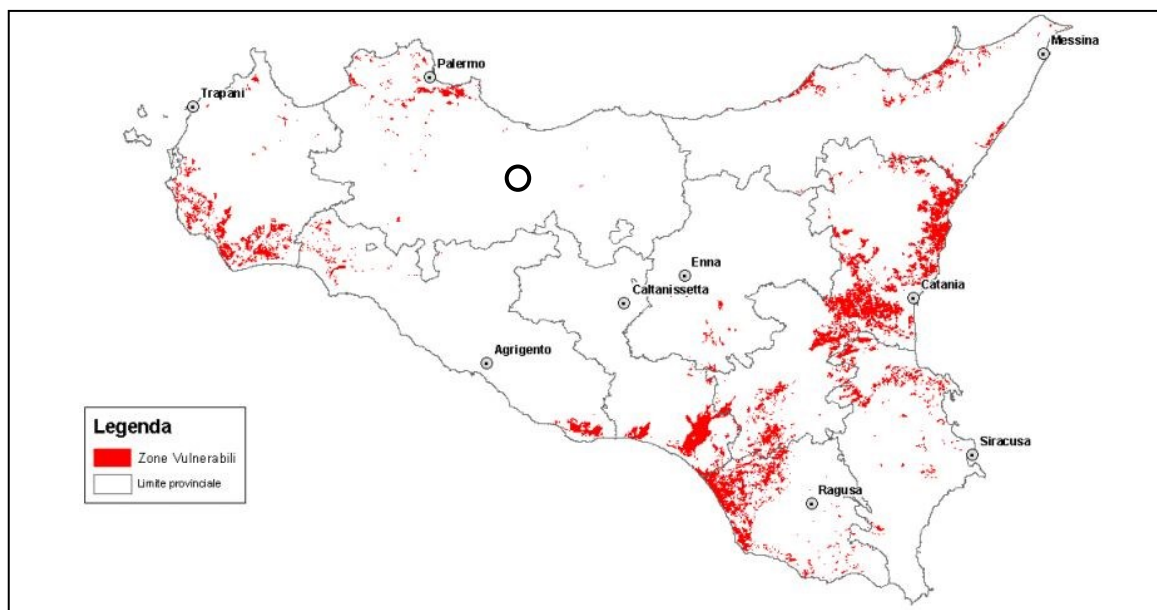 Messina
Palermo
Trapani
Enna
Caltanissetta
Catania
Agrigento
Legenda
Zone Vulnerabili
Limite provinciale
Siracusa
Ragusa